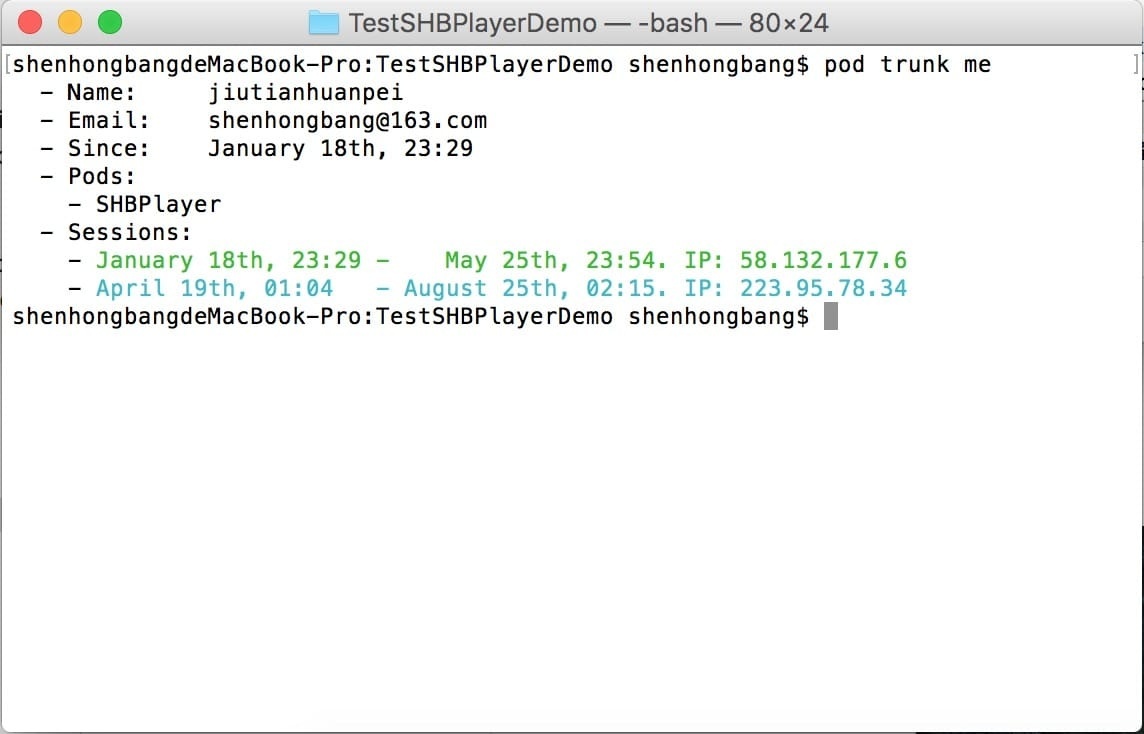 TestSHBPlayerDemo — -bash — 80×24
[shenhongbangdeMacBook-Pro:TestSHBPlayerDemo shenhongbang$ pod trunk me ]
  - Name:     jiutianhuanpei
  - Email:    shenhongbang@163.com
  - Since:    January 18th, 23:29
  - Pods:
    - SHBPlayer
  - Sessions:
    - January 18th, 23:29 -    May 25th, 23:54. IP: 58.132.177.6
    - April 19th, 01:04   - August 25th, 02:15. IP: 223.95.78.34
shenhongbangdeMacBook-Pro:TestSHBPlayerDemo shenhongbang$